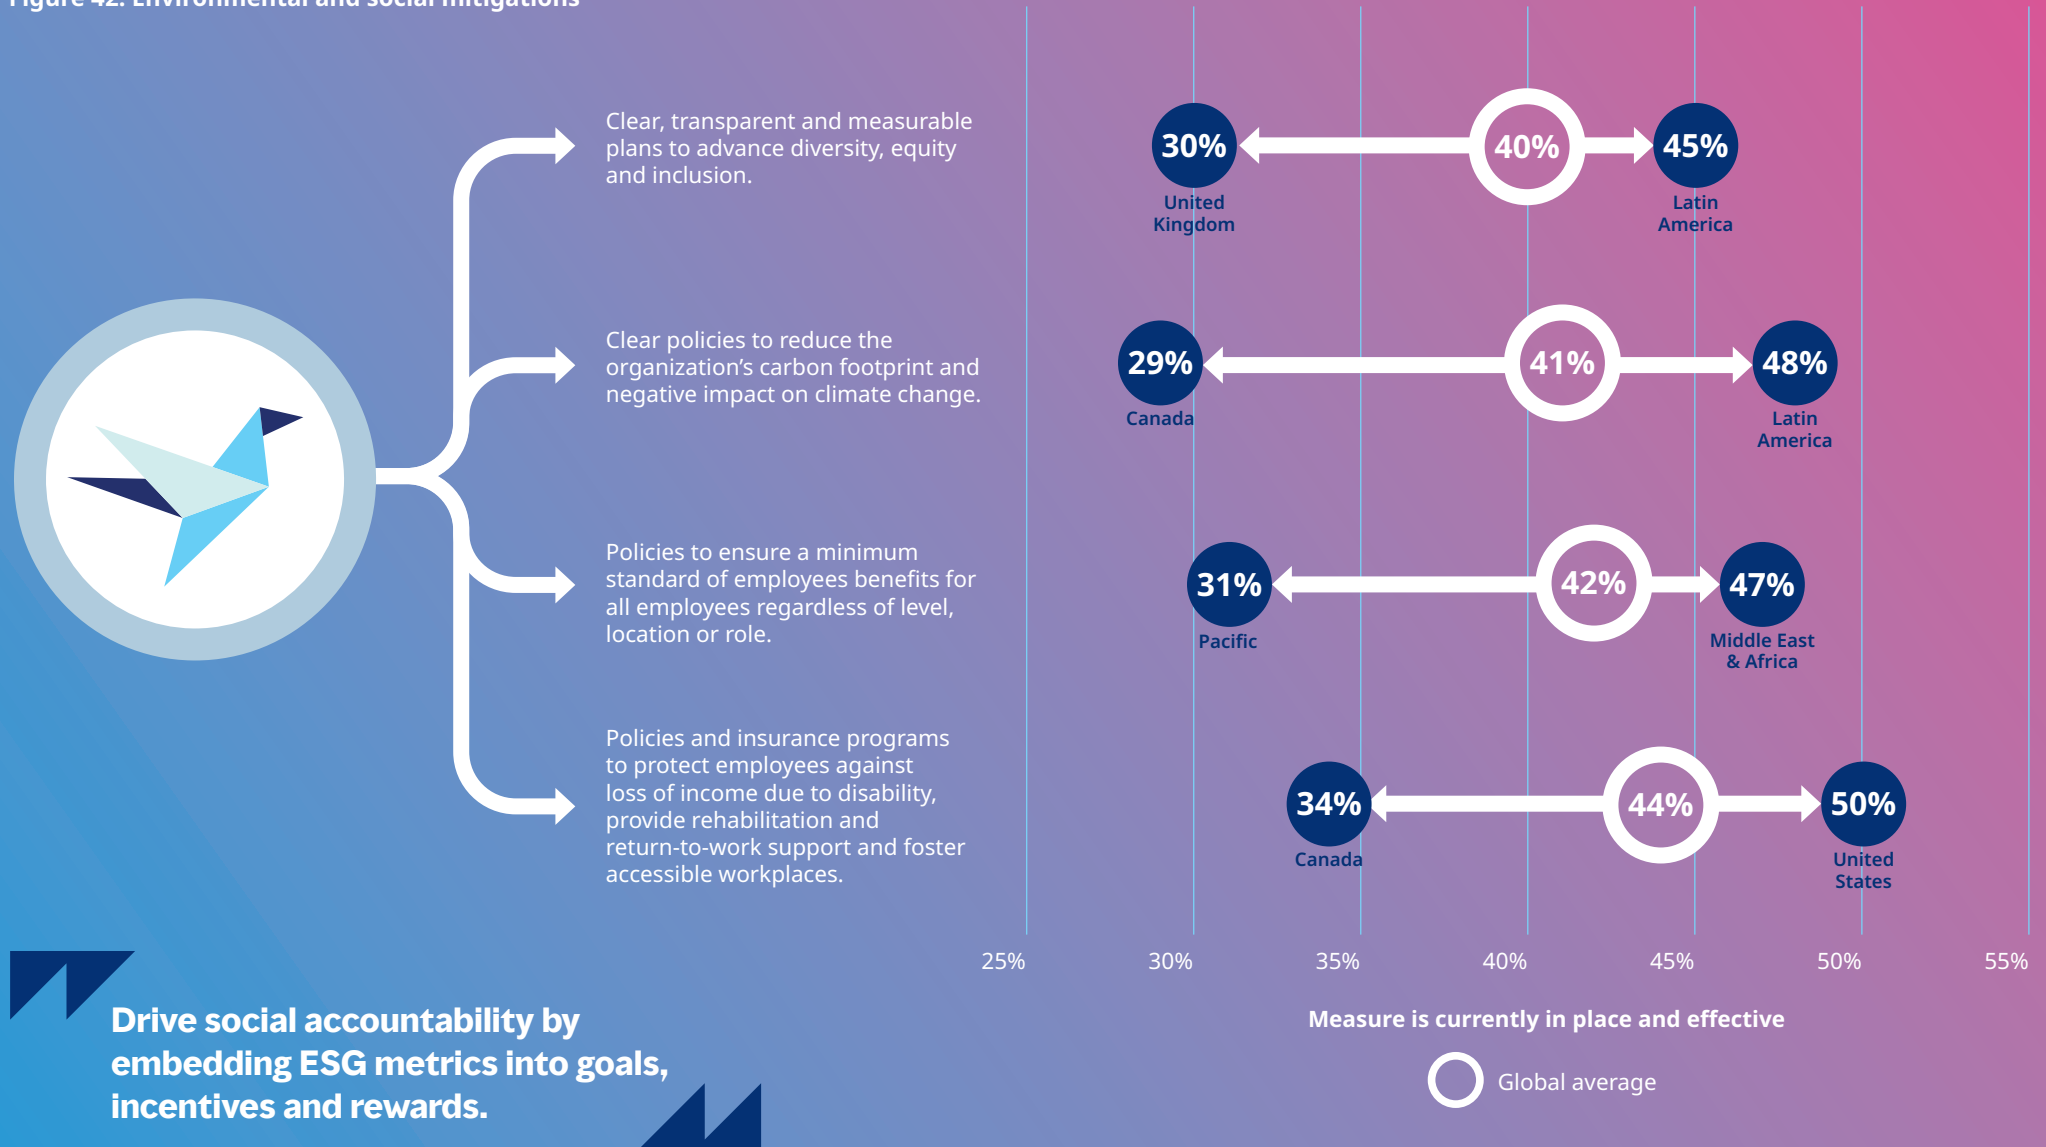 Figure 42. Environmental and social mitigations
Clear, transparent and measurable
plans to advance diversity, equity
and inclusion.
30%
40%
45%
United
Kingdom
Latin
America
Clear policies to reduce the
organization’s carbon footprint and
negative impact on climate change.
29%
41%
48%
Canada
Latin
America
Policies to ensure a minimum
standard of employees benefits for
all employees regardless of level,
location or role.
31%
42%
47%
Pacific
Middle East
& Africa
Policies and insurance programs
to protect employees against
loss of income due to disability,
provide rehabilitation and
return-to-work support and foster
accessible workplaces.
34%
44%
50%
Canada
United
States
25%
30%
35%
40%
45%
50%
55%
Measure is currently in place and effective
Global average
Drive social accountability by
embedding ESG metrics into goals,
incentives and rewards.